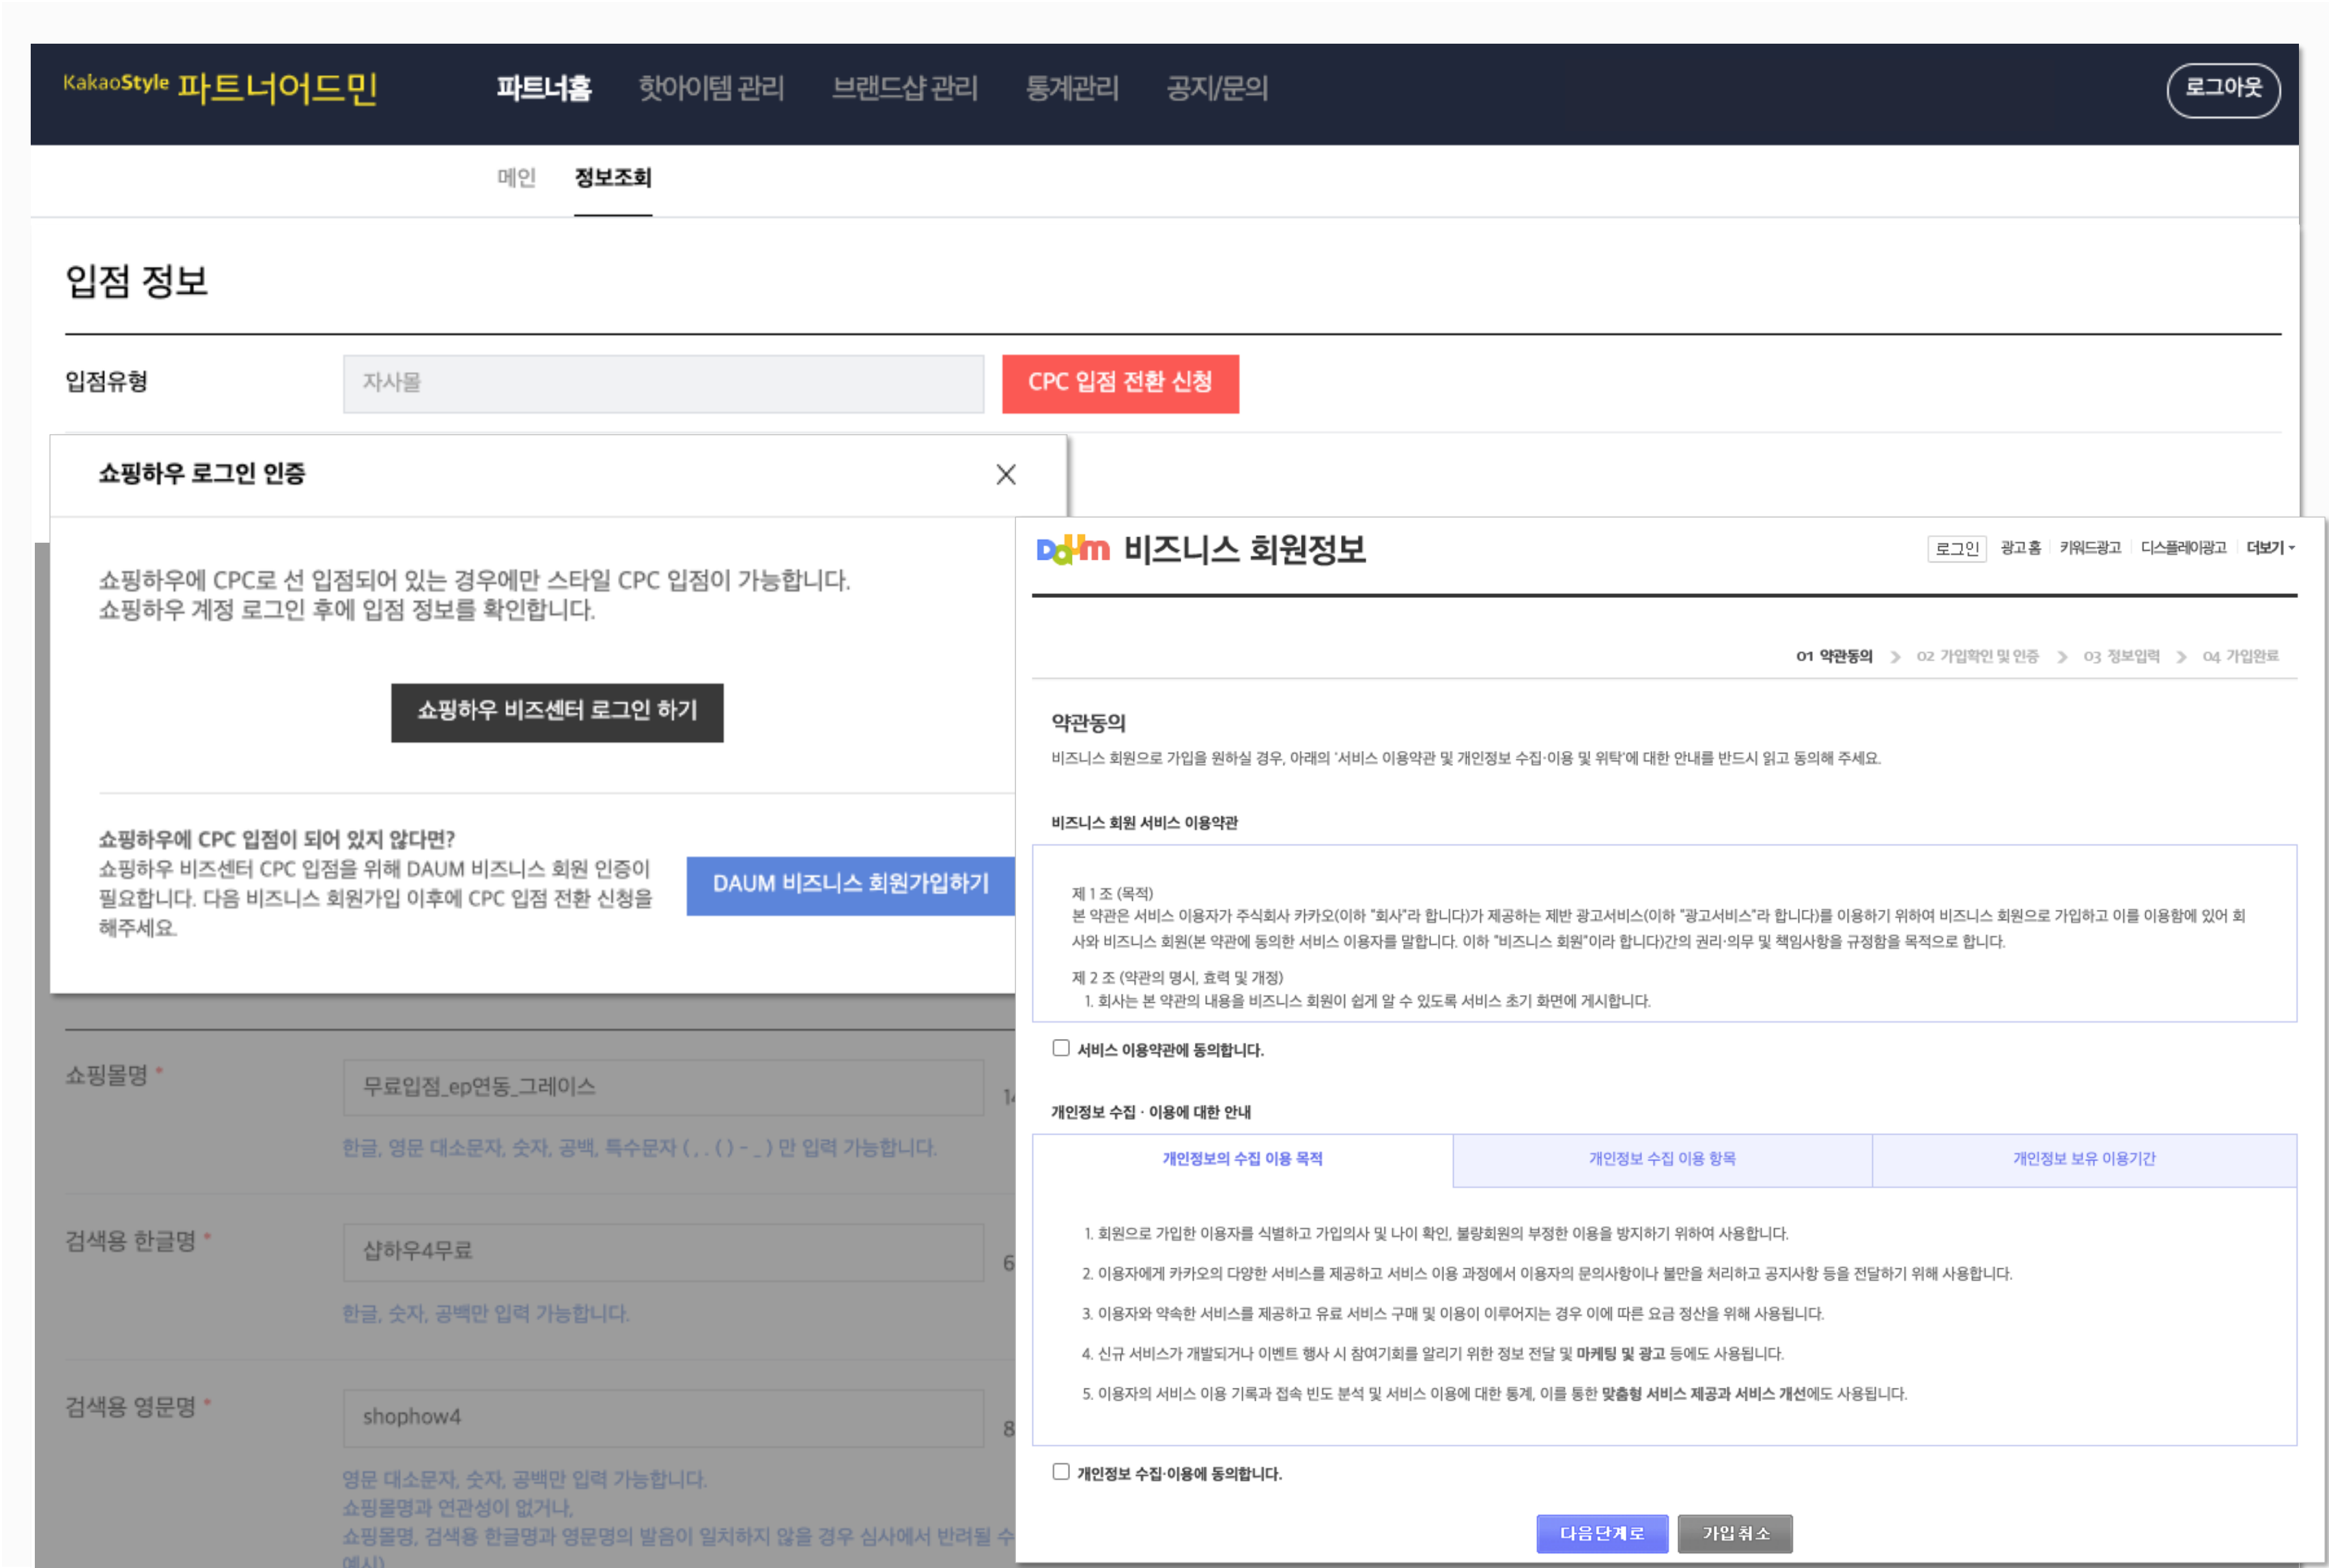 KakaoStyle 파트너어드민
파트너홈 핫아이템 관리 브랜드샵 관리 통계관리 공지/문의
로그아웃
메인 정보조회
입점 정보
입점유형 자사몰 CPC 입점 전환 신청
쇼핑하우 로그인 인증
쇼핑하우에 CPC로 선 입점되어 있는 경우에만 스타일 CPC 입점이 가능합니다.
쇼핑하우 계정 로그인 후에 입점 정보를 확인합니다.
쇼핑하우 비즈센터 로그인 하기
쇼핑하우에 CPC 입점이 되어 있지 않다면?
쇼핑하우 비즈센터 CPC 입점을 위해 DAUM 비즈니스 회원 인증이
필요합니다. 다음 비즈니스 회원가입 이후에 CPC 입점 전환 신청을
해주세요.
DAUM 비즈니스 회원가입하기
쇼핑몰명 * 무료입점_ep연동_그레이스
한글, 영문 대소문자, 숫자, 공백, 특수문자 ( , . ( ) - _ ) 만 입력 가능합니다.
검색용 한글명 * 샵하우4무료 6
한글, 숫자, 공백만 입력 가능합니다.
검색용 영문명 * shophow4 8
영문 대소문자, 숫자, 공백만 입력 가능합니다.
쇼핑몰명과 연관성이 없거나,
쇼핑몰명, 검색용 한글명과 영문명의 발음이 일치하지 않을 경우 심사에서 반려될 수
예시)
Daum 비즈니스 회원정보
로그인 광고홈 키워드광고 디스플레이광고 더보기
01 약관동의 02 가입확인 및 인증 03 정보입력 04 가입완료
약관동의
비즈니스 회원으로 가입을 원하실 경우, 아래의 '서비스 이용약관 및 개인정보 수집·이용 및 위탁'에 대한 안내를 반드시 읽고 동의해 주세요.
비즈니스 회원 서비스 이용약관
제 1 조 (목적)
본 약관은 서비스 이용자가 주식회사 카카오(이하 "회사"라 합니다)가 제공하는 제반 광고서비스(이하 "광고서비스"라 합니다)를 이용하기 위하여 비즈니스 회원으로 가입하고 이를 이용함에 있어 회
사와 비즈니스 회원(본 약관에 동의한 서비스 이용자를 말합니다. 이하 "비즈니스 회원"이라 합니다)간의 권리·의무 및 책임사항을 규정함을 목적으로 합니다.
제 2 조 (약관의 명시, 효력 및 개정)
1. 회사는 본 약관의 내용을 비즈니스 회원이 쉽게 알 수 있도록 서비스 초기 화면에 게시합니다.
서비스 이용약관에 동의합니다.
개인정보 수집 · 이용에 대한 안내
개인정보의 수집 이용 목적 개인정보 수집 이용 항목 개인정보 보유 이용기간
1. 회원으로 가입한 이용자를 식별하고 가입의사 및 나이 확인, 불량회원의 부정한 이용을 방지하기 위하여 사용합니다.
2. 이용자에게 카카오의 다양한 서비스를 제공하고 서비스 이용 과정에서 이용자의 문의사항이나 불만을 처리하고 공지사항 등을 전달하기 위해 사용합니다.
3. 이용자와 약속한 서비스를 제공하고 유료 서비스 구매 및 이용이 이루어지는 경우 이에 따른 요금 정산을 위해 사용됩니다.
4. 신규 서비스가 개발되거나 이벤트 행사 시 참여기회를 알리기 위한 정보 전달 및 마케팅 및 광고 등에도 사용됩니다.
5. 이용자의 서비스 이용 기록과 접속 빈도 분석 및 서비스 이용에 대한 통계, 이를 통한 맞춤형 서비스 제공과 서비스 개선에도 사용됩니다.
개인정보 수집·이용에 동의합니다.
다음단계로 가입취소